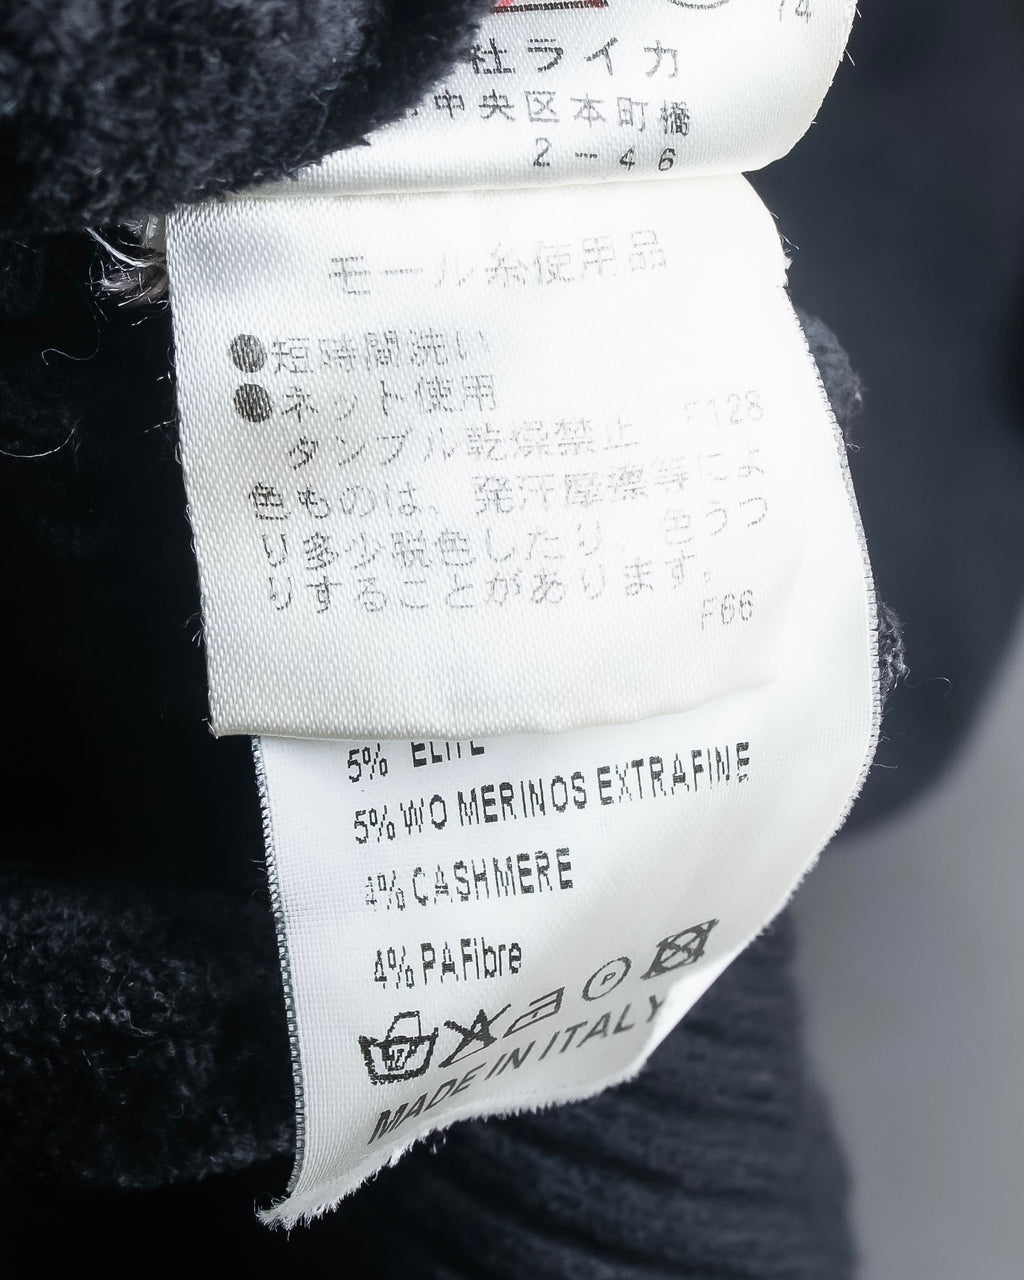 74
社ライカ
中央区本町橋
2-46
モール糸使用品
●短時間洗い
●ネット使用
タンブル乾燥禁止 F128
色ものは、発汗摩擦等によ
り多少脱色したり、色うつ
りすることがあります。
F66
5% ELITE
5% WO MERINOS EXTRAFINE
4% CASHMERE
4% PAFibre
P
MADE IN ITALY